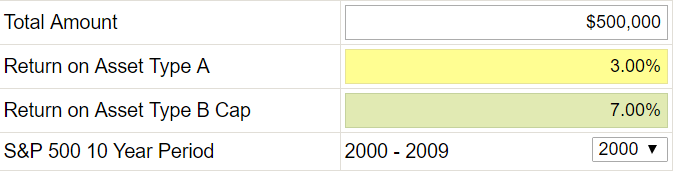 Total Amount $500,000
Return on Asset Type A 3.00%
Return on Asset Type B Cap 7.00%
S&P 500 10 Year Period 2000 - 2009 2000 ▼